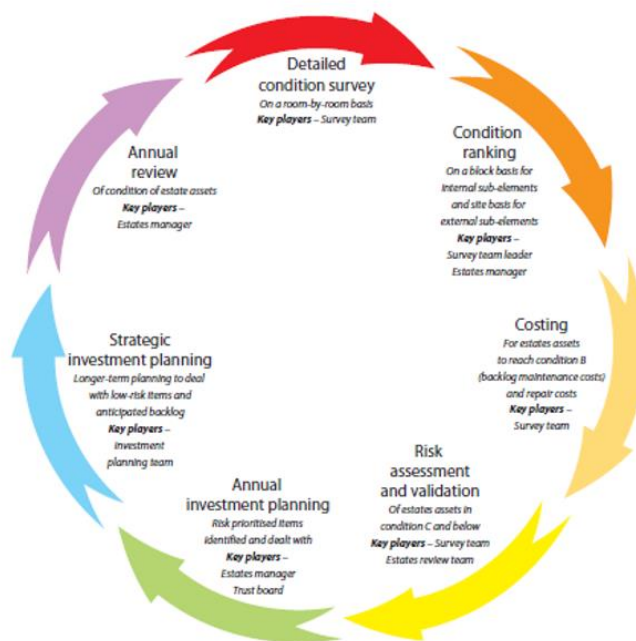 Detailed
condition survey
On a room-by-room basis
Key players – Survey team
Condition
ranking
On a block basis for
internal sub-elements
and site basis for
external sub-elements
Key players –
Survey team leader
Estates manager
Costing
For estates assets
to reach condition B
(backlog maintenance costs)
and repair costs
Key players –
Survey team
Risk
assessment
and validation
Of estates assets in
condition C and below
Key players – Survey team
Estates review team
Annual
investment planning
Risk prioritised items
identified and dealt with
Key players –
Estates manager
Trust board
Strategic
investment planning
Longer-term planning to deal
with low-risk items and
anticipated backlog
Key players –
Investment
planning team
Annual
review
Of condition of estate assets
Key players –
Estates manager